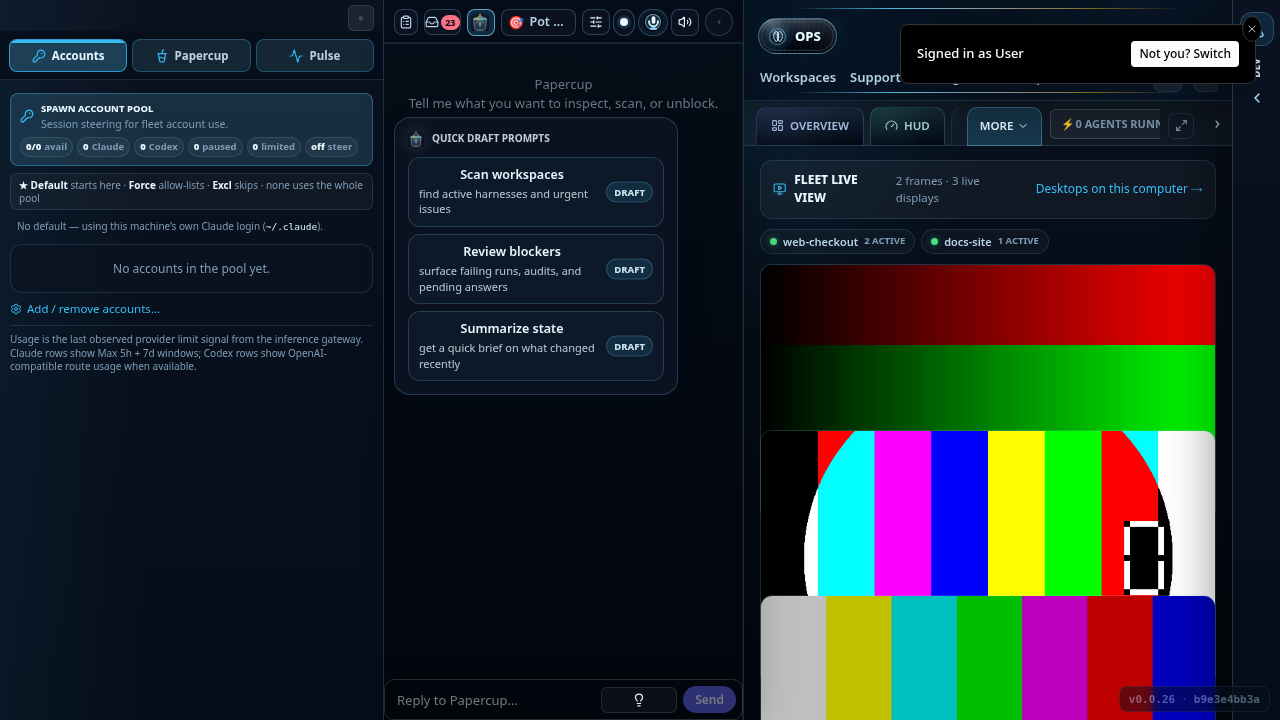 Accounts
Papercup
Pulse
SPAWN ACCOUNT POOL
Session steering for fleet account use.
0/0 avail
0 Claude
0 Codex
0 paused
0 limited
off steer
★ Default starts here · Force allow-lists · Excl skips · none uses the whole
pool
No default — using this machine's own Claude login (~/.claude).
No accounts in the pool yet.
Add / remove accounts...
Usage is the last observed provider limit signal from the inference gateway.
Claude rows show Max 5h + 7d windows; Codex rows show OpenAI-
compatible route usage when available.
23
Pot ...
Papercup
Tell me what you want to inspect, scan, or unblock.
QUICK DRAFT PROMPTS
Scan workspaces
find active harnesses and urgent
issues
DRAFT
Review blockers
surface failing runs, audits, and
pending answers
DRAFT
Summarize state
get a quick brief on what changed
recently
DRAFT
Reply to Papercup...
Send
OPS
Signed in as User
Not you? Switch
Workspaces
Support
DEV
OVERVIEW
HUD
MORE
⚡0 AGENTS RUNN
FLEET LIVE
VIEW
2 frames · 3 live
displays
Desktops on this computer →
web-checkout 2 ACTIVE
docs-site 1 ACTIVE
v0.0.26 · b9e3e4bb3a